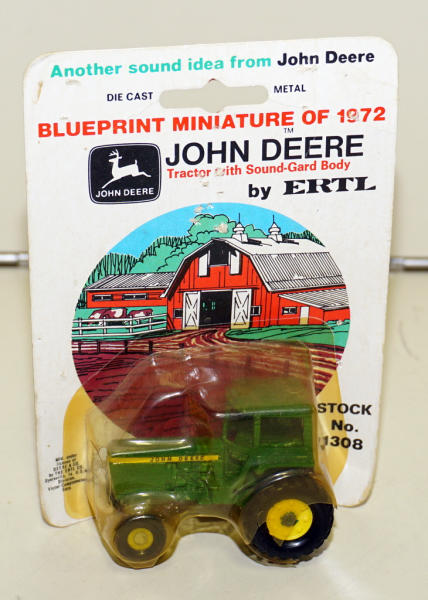 Another sound idea from John Deere
DIE CAST METAL
BLUEPRINT MINIATURE OF 1972
JOHN DEERE
TM
JOHN DEERE
Tractor with Sound-Gard Body
by ERTL
STOCK
No.
1308
JOHN DEERE